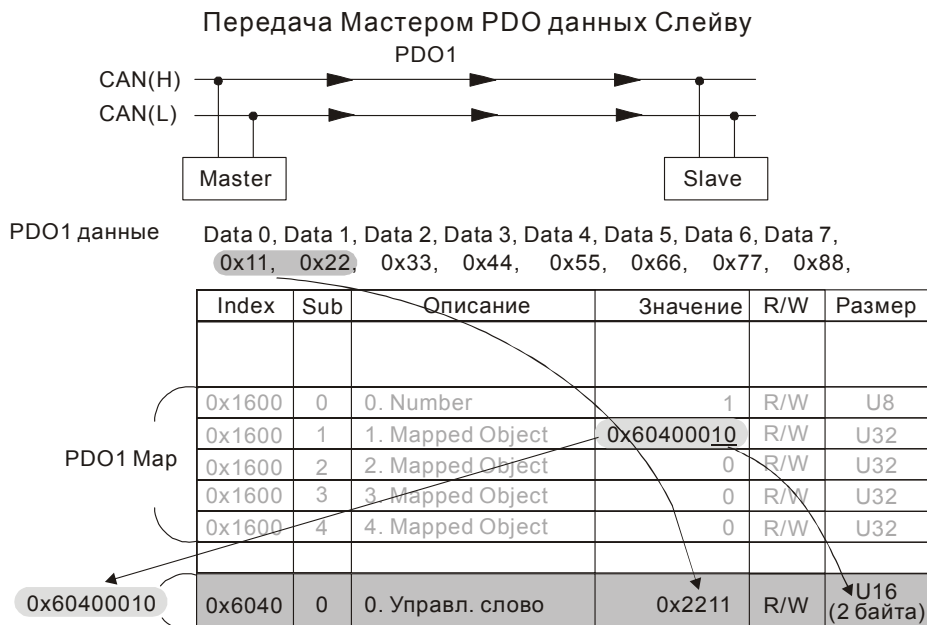 Передача Мастером PDO данных Слейву
PDO1
CAN(H)
CAN(L)
Master
Slave
PDO1 данные
Data 0, Data 1, Data 2, Data 3, Data 4, Data 5, Data 6, Data 7,
0x11, 0x22, 0x33, 0x44, 0x55, 0x66, 0x77, 0x88,
Index Sub Описание Значение R/W Размер
0x1600 0 0. Number 1 R/W U8
0x1600 1 1. Mapped Object 0x60400010 R/W U32
PDO1 Map
0x1600 2 2. Mapped Object 0 R/W U32
0x1600 3 3. Mapped Object 0 R/W U32
0x1600 4 4. Mapped Object 0 R/W U32
0x60400010
0x6040 0 0. Управл. слово 0x2211 R/W U16
(2 байта)